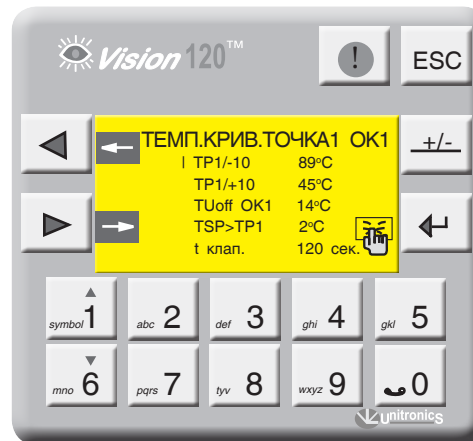 Vision 120™
! ESC
ТЕМП.КРИВ.ТОЧКА1 ОК1
I TP1/-10 89°C
TP1/+10 45°C
TUoff OK1 14°C
TSP>TP1 2°C
t клап. 120 сек.
+/-
symbol 1
abc 2
def 3
ghi 4
gkl 5
mno 6
pqrs 7
tyv 8
wxyz 9
0
Unitronics